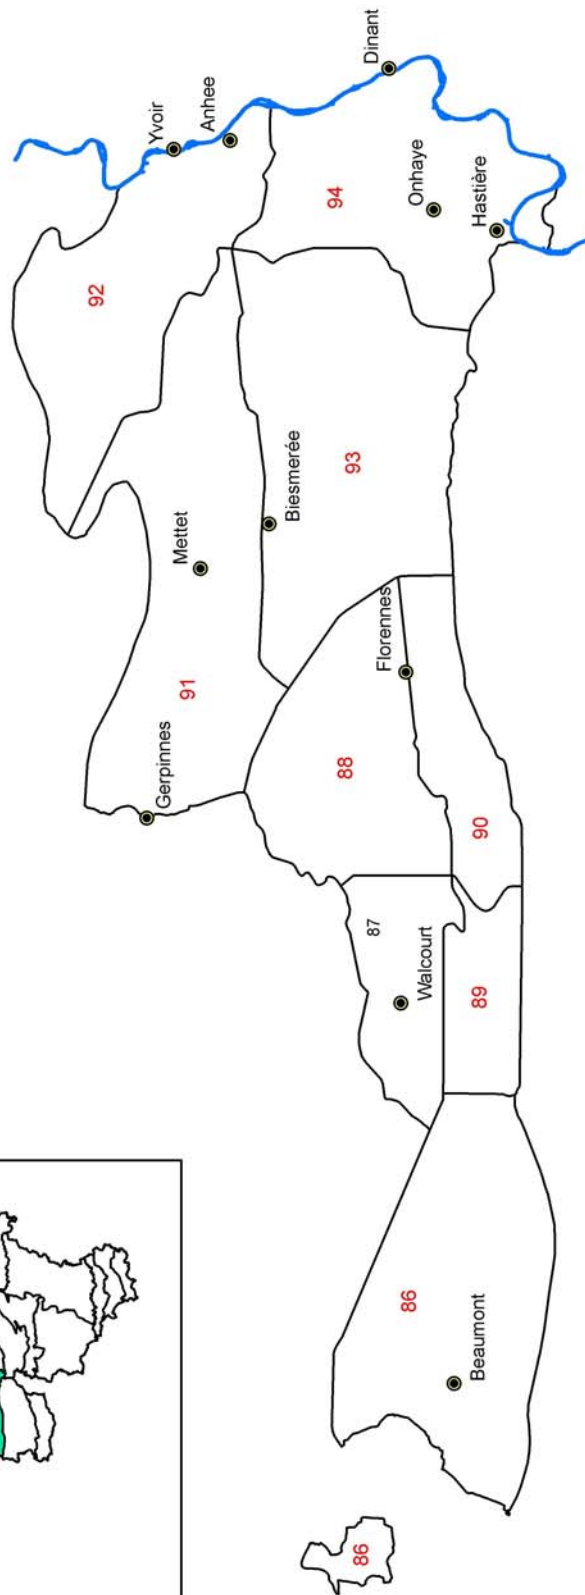 Yvoir
Anhee
Dinant
92
94
Onhaye
Hastière
Mettet
Biesmerée
93
91
Gerpinnes
Florennes
88
90
87
Walcourt
89
86
Beaumont
86